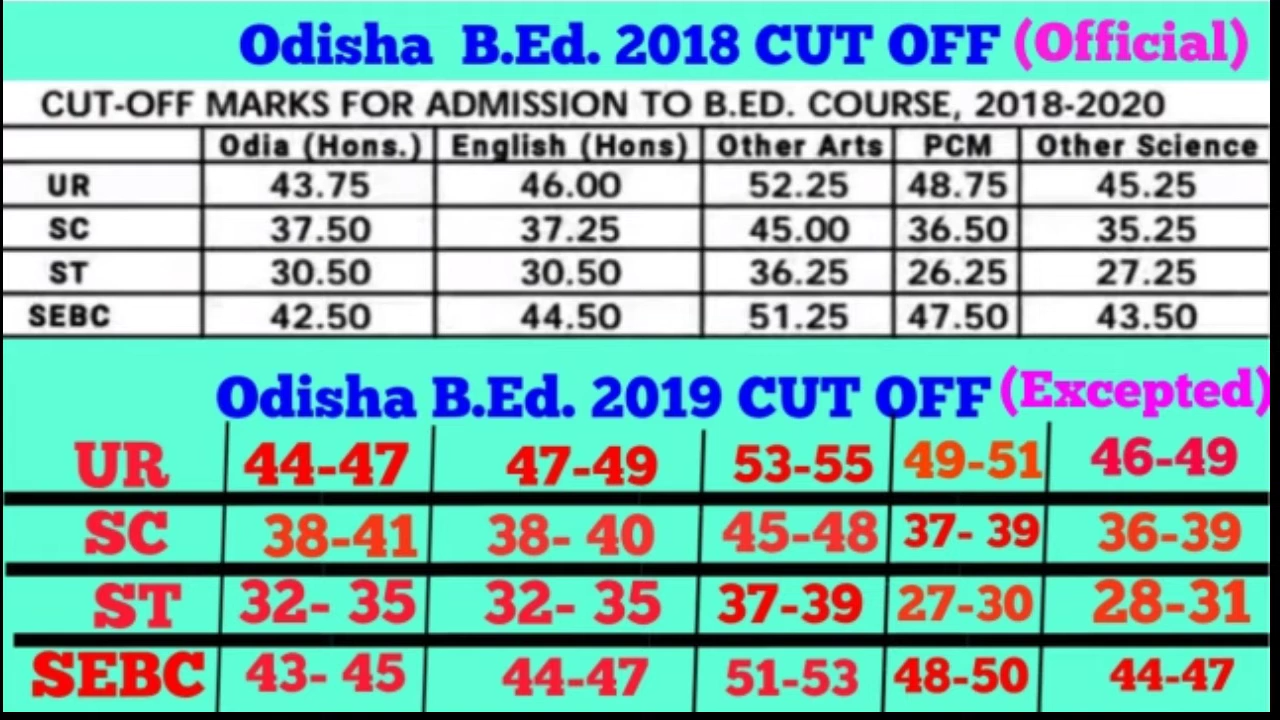 Odisha B.Ed. 2018 CUT OFF (Official)
CUT-OFF MARKS FOR ADMISSION TO B.ED. COURSE, 2018-2020
Odia (Hons.) English (Hons) Other Arts PCM Other Science
UR 43.75 46.00 52.25 48.75 45.25
SC 37.50 37.25 45.00 36.50 35.25
ST 30.50 30.50 36.25 26.25 27.25
SEBC 42.50 44.50 51.25 47.50 43.50
Odisha B.Ed. 2019 CUT OFF (Excepted)
UR 44-47 47-49 53-55 49-51 46-49
SC 38-41 38- 40 45-48 37- 39 36-39
ST 32- 35 32- 35 37-39 27-30 28-31
SEBC 43- 45 44-47 51-53 48-50 44-47